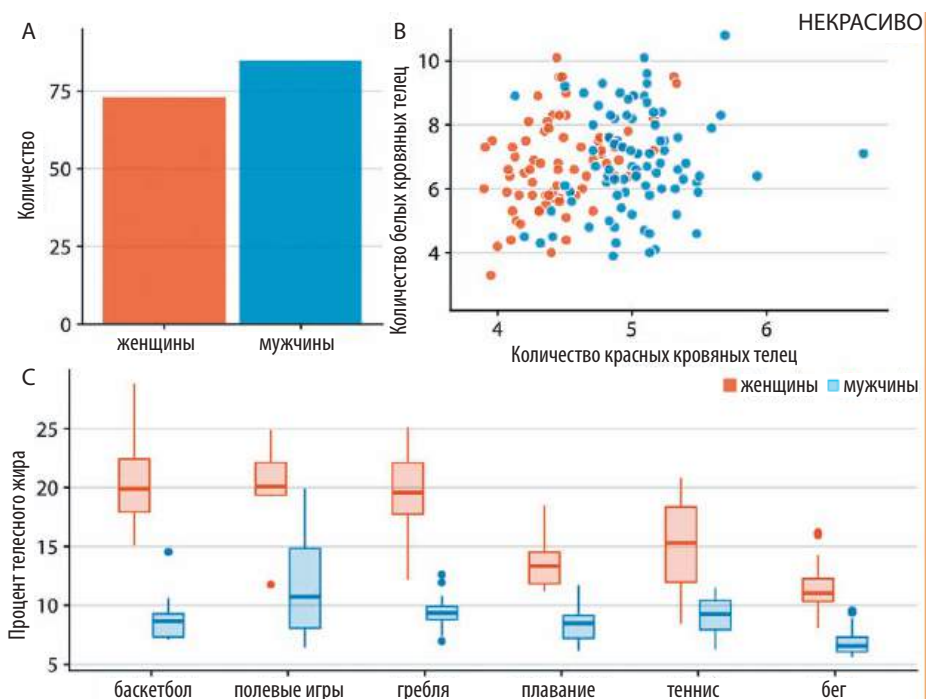 НЕКРАСИВО
A
Количество
75
50
25
0
женщины
мужчины
B
Количество белых кровяных телец
10
8
6
4
4
5
6
Количество красных кровяных телец
C
женщины
мужчины
Процент телесного жира
25
20
15
10
5
баскетбол
полевые игры
гребля
плавание
теннис
бег